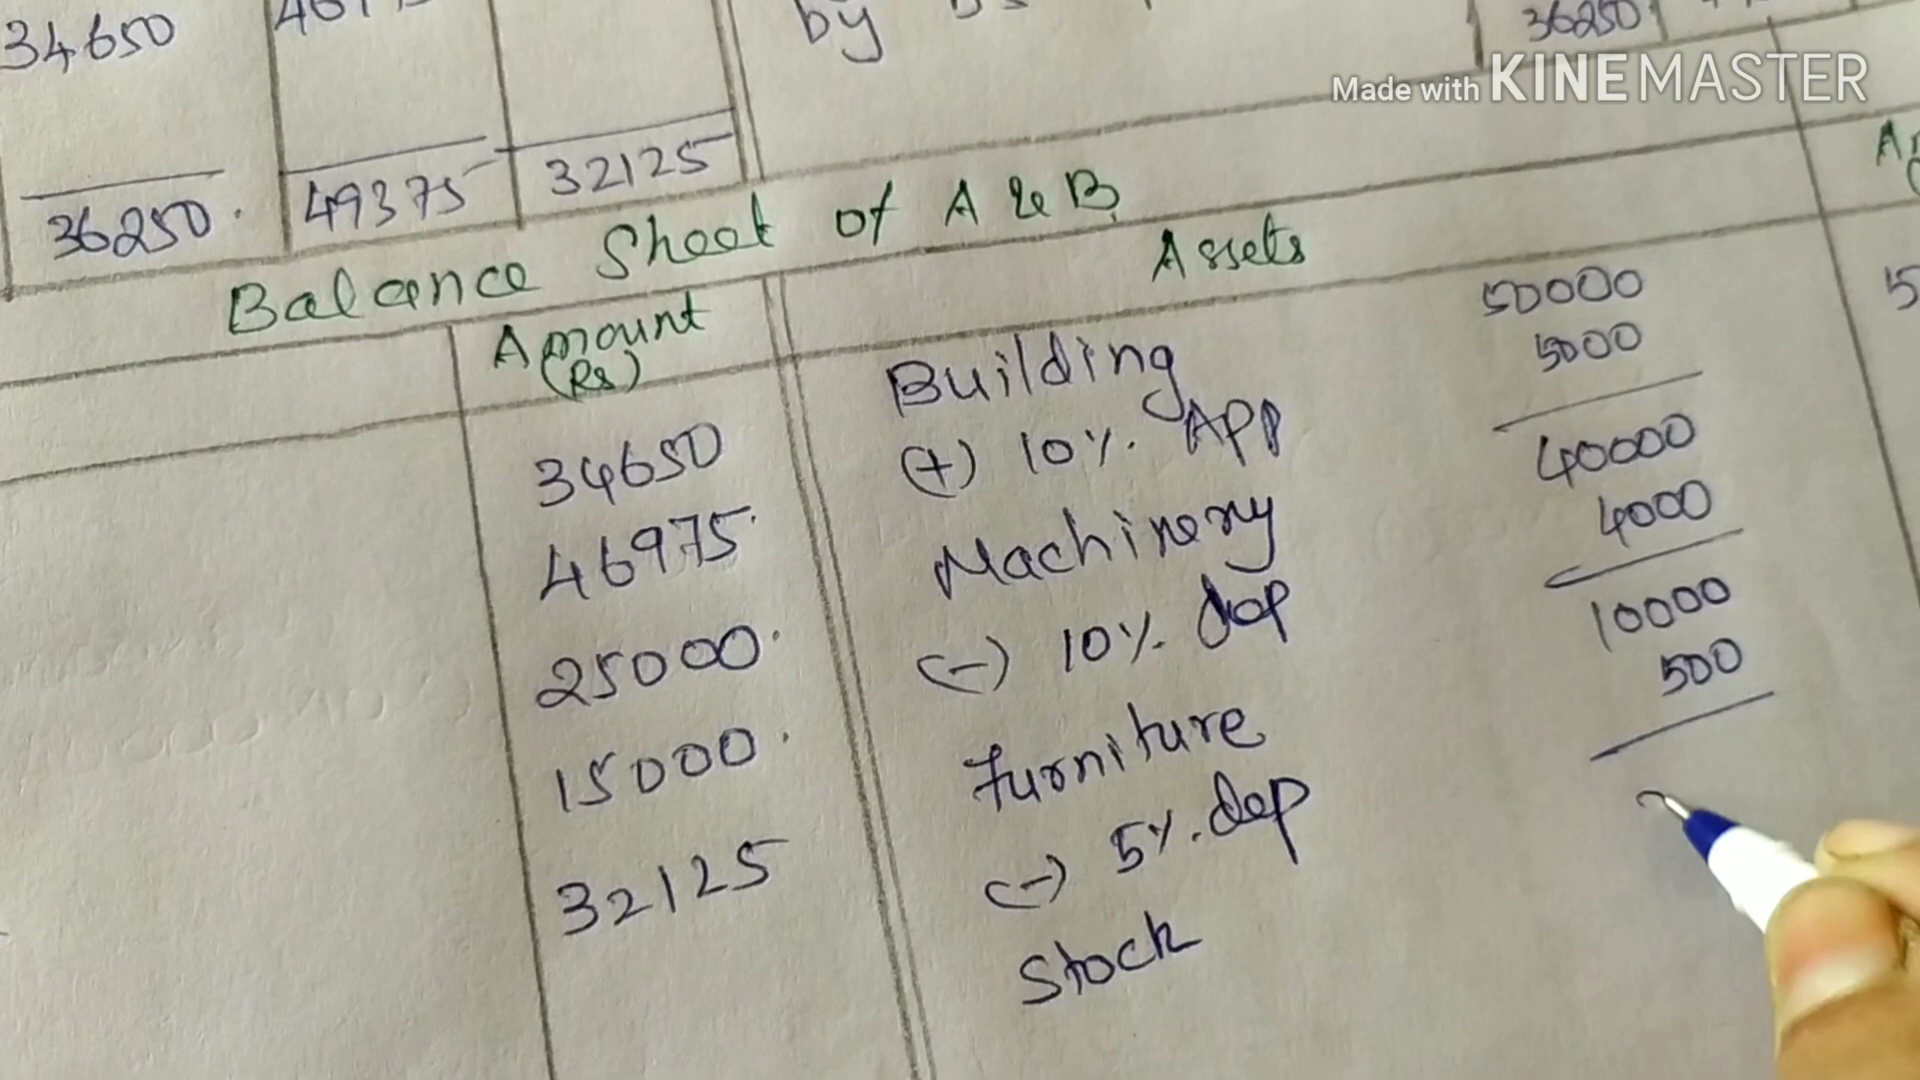 34650
by
36250
Made with KINEMASTER
36250. 49375 32125
Balance Sheet of A & B
Amount (Rs) Assets
34650 Building 50000
(+) 10%. App 5000
46975. Machinery 40000
25000. (-) 10%. dep 4000
15000. Furniture 10000
(-) 5%. dep 500
32125 Stock